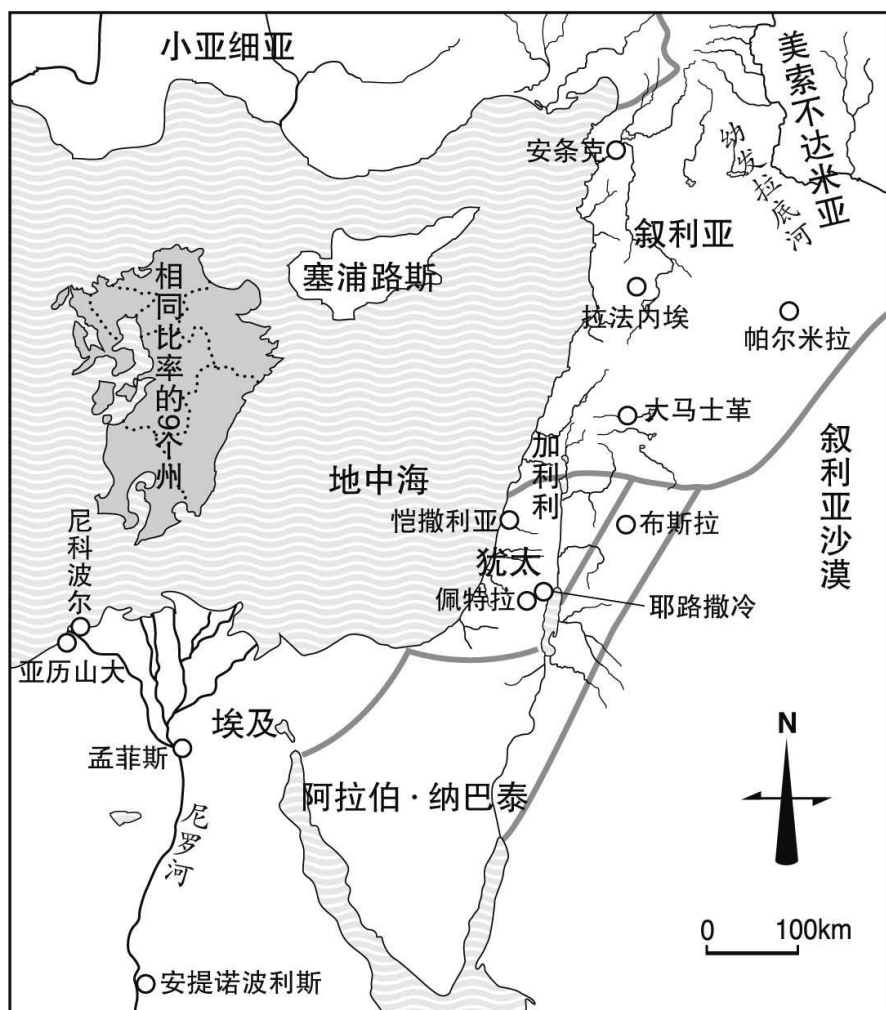 小亚细亚
美索不达米亚
幼发拉底河
安条克
叙利亚
塞浦路斯
拉法内埃
帕尔米拉
相同比率的9个州
大马士革
加利利
地中海
叙利亚沙漠
恺撒利亚
布斯拉
尼科波尔
犹太
佩特拉
耶路撒冷
亚历山大
埃及
孟菲斯
阿拉伯·纳巴泰
尼罗河
N
0 100km
安提诺波利斯